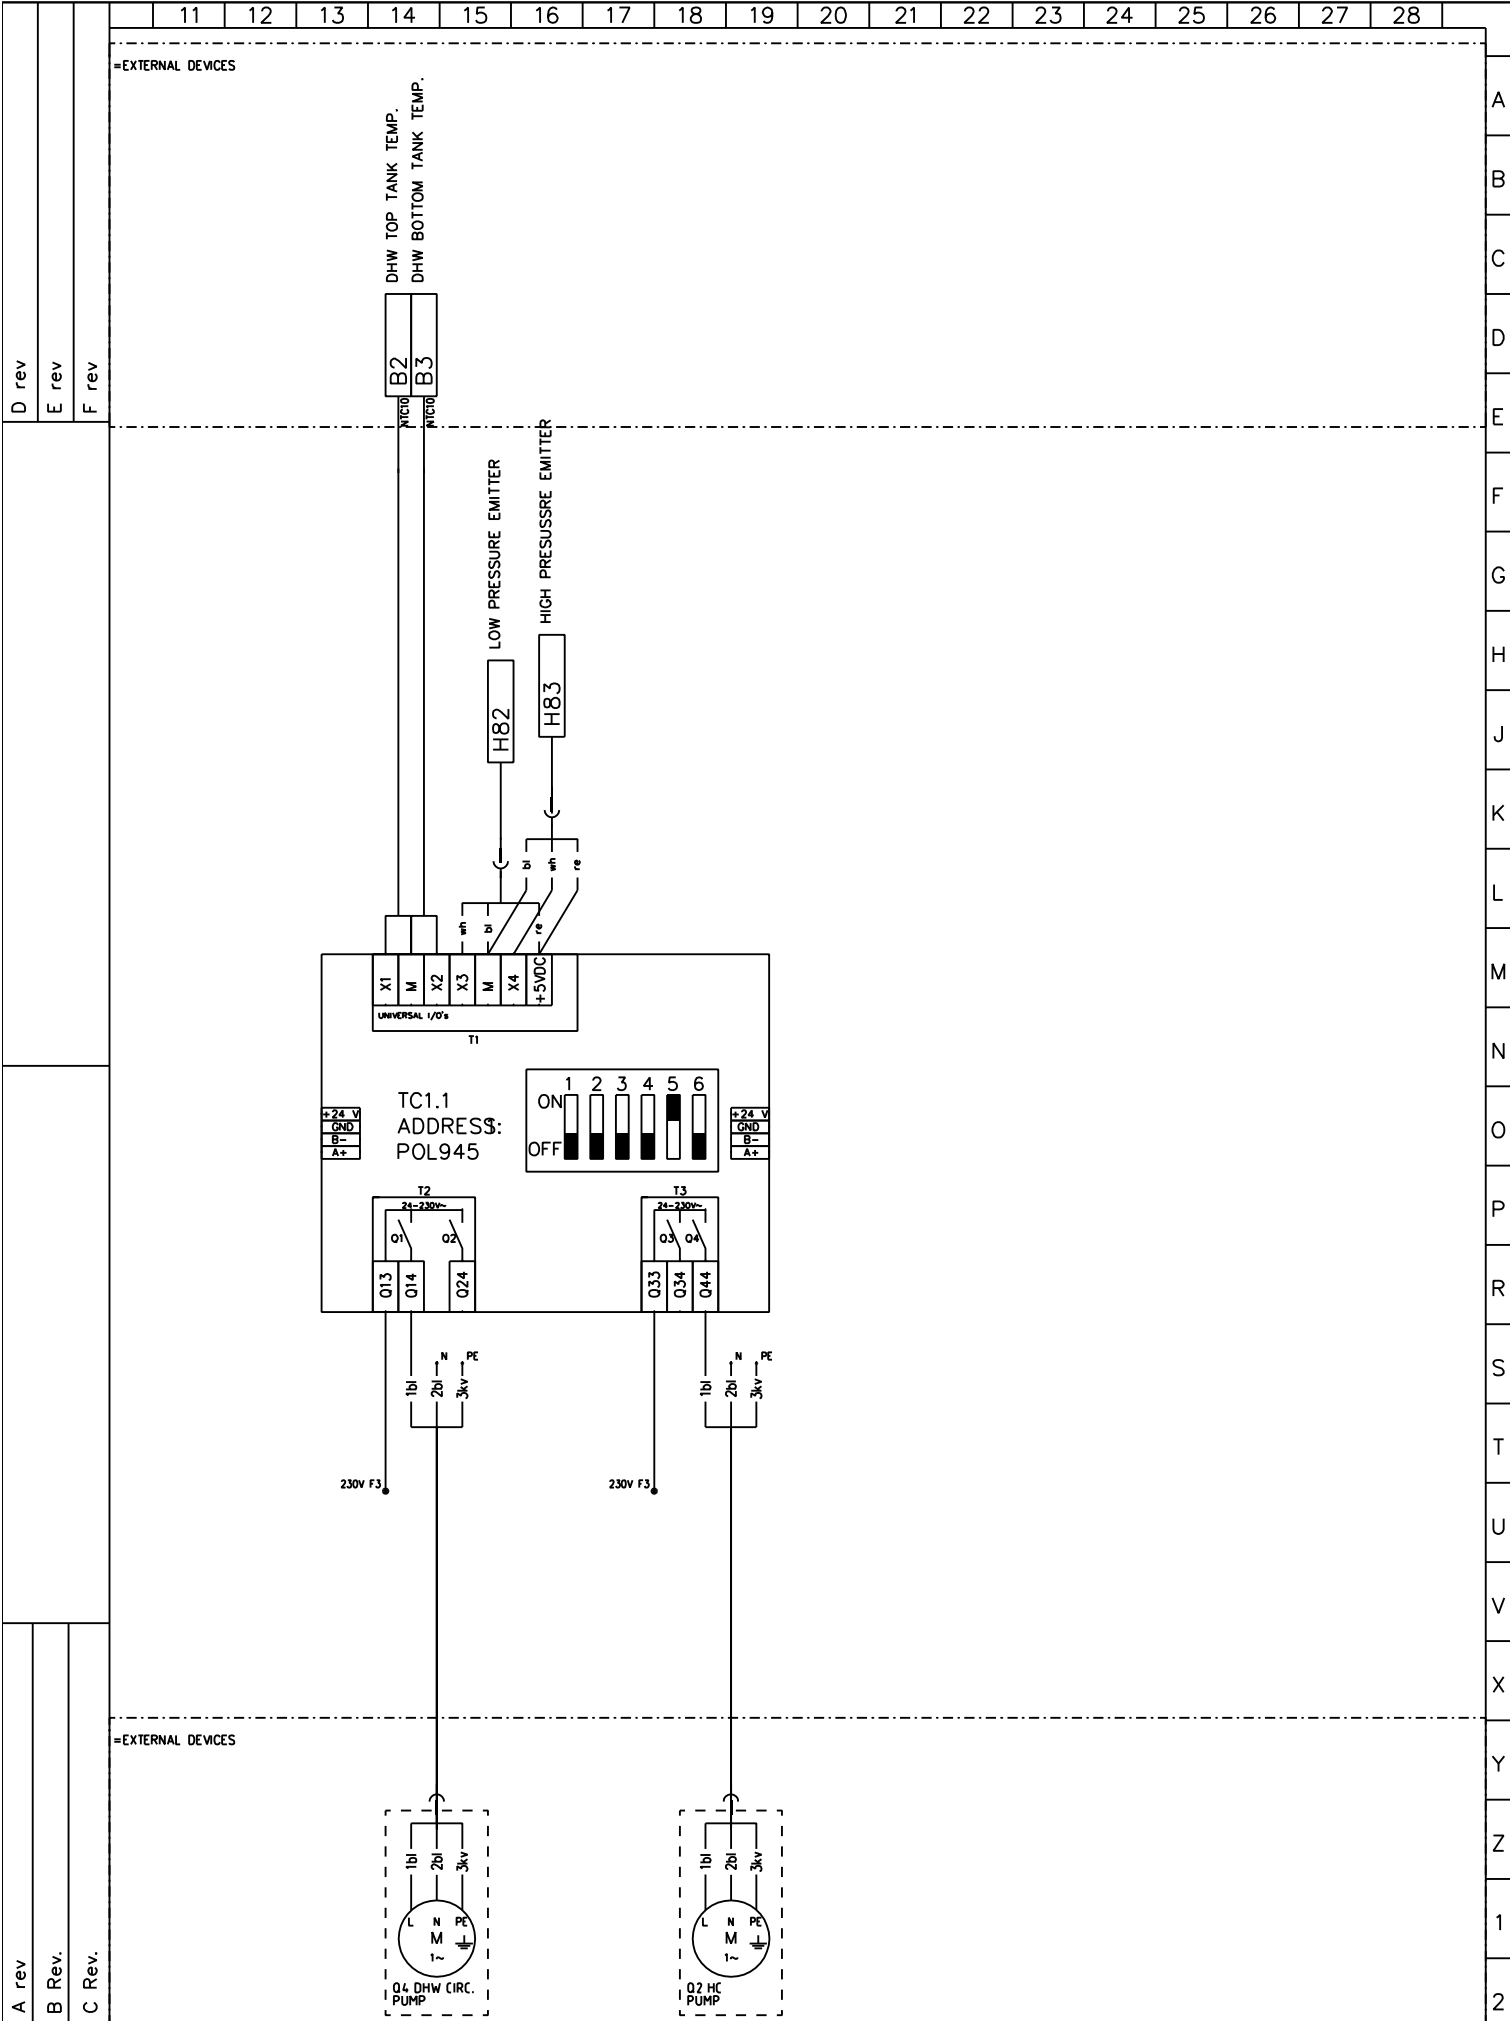 11 12 13 14 15 16 17 18 19 20 21 22 23 24 25 26 27 28
=EXTERNAL DEVICES
A
B
C
D
E
F
G
H
J
K
L
M
N
O
P
R
S
T
U
V
X
Y
Z
1
2
D rev
E rev
F rev
A rev
B Rev.
C Rev.
DHW TOP TANK TEMP.
DHW BOTTOM TANK TEMP.
B2
B3
NTC10
NTC10
LOW PRESSURE EMITTER
HIGH PRESUSSRE EMITTER
H82
H83
bl wh re
wh bl re
X1 M X2 X3 M X4 +5VDC
UNIVERSAL I/O's
T1
TC1.1
ADDRESS:
POL945
1 2 3 4 5 6
ON
OFF
+24 V
GND
B-
A+
+24 V
GND
B-
A+
T2
24-230V~
Q1 Q2
Q13 Q14 Q24
T3
24-230V~
Q3 Q4
Q33 Q34 Q44
N PE
1bl 2bl 3kv
N PE
1bl 2bl 3kv
230V F3
230V F3
=EXTERNAL DEVICES
1bl 2bl 3kv
L N PE
M
1~
Q4 DHW CIRC.
PUMP
1bl 2bl 3kv
L N PE
M
1~
Q2 HC
PUMP